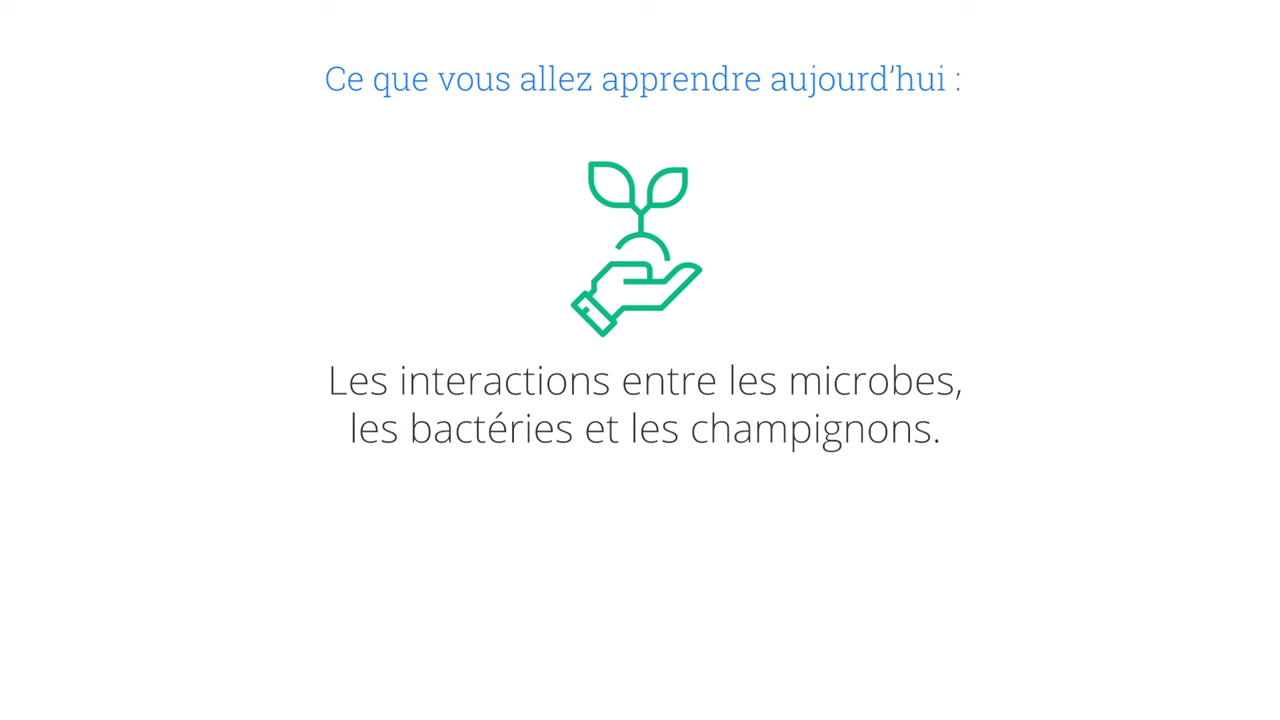 Ce que vous allez apprendre aujourd’hui :
Les interactions entre les microbes,
les bactéries et les champignons.